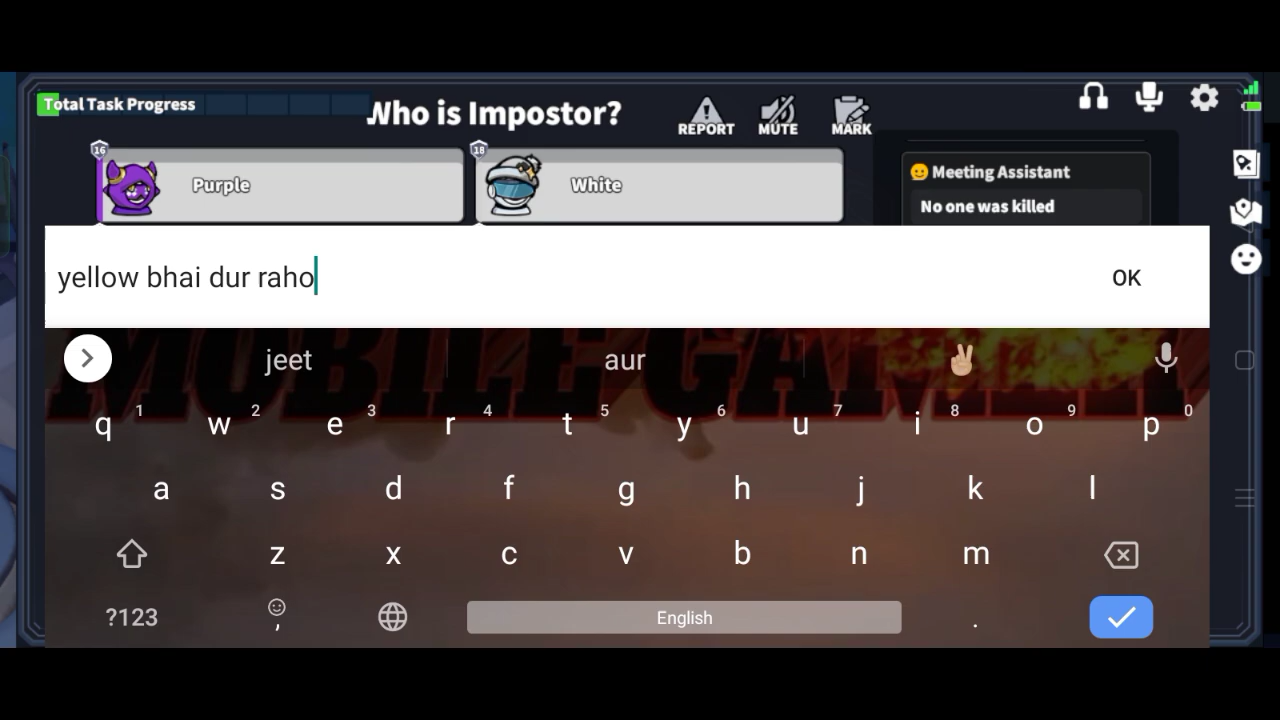 Total Task Progress
Who is Impostor?
REPORT
MUTE
MARK
16
Purple
18
White
Meeting Assistant
No one was killed
yellow bhai dur raho
OK
MOBILE GAM
jeet
aur
q 1 w 2 e 3 r 4 t 5 y 6 u 7 i 8 o 9 p 0
a s d f g h j k l
z x c v b n m
?123
,
English
.